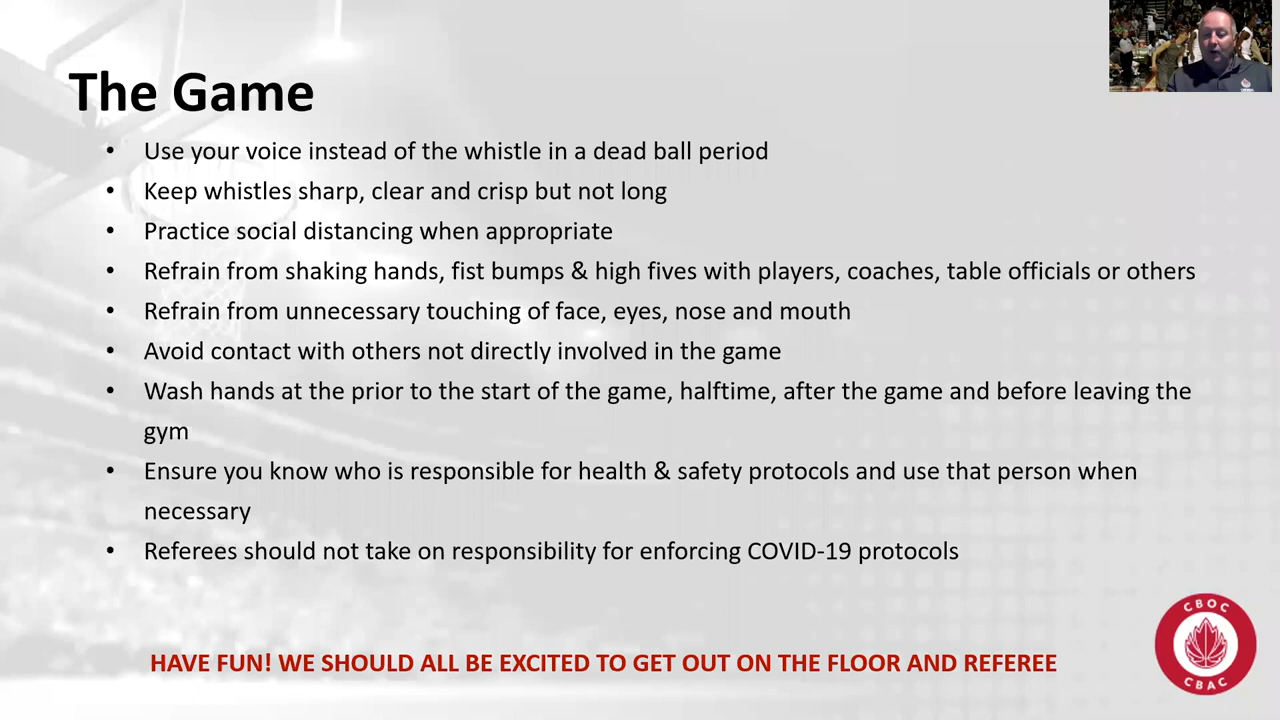 The Game
• Use your voice instead of the whistle in a dead ball period
• Keep whistles sharp, clear and crisp but not long
• Practice social distancing when appropriate
• Refrain from shaking hands, fist bumps & high fives with players, coaches, table officials or others
• Refrain from unnecessary touching of face, eyes, nose and mouth
• Avoid contact with others not directly involved in the game
• Wash hands at the prior to the start of the game, halftime, after the game and before leaving the
gym
• Ensure you know who is responsible for health & safety protocols and use that person when
necessary
• Referees should not take on responsibility for enforcing COVID-19 protocols
HAVE FUN! WE SHOULD ALL BE EXCITED TO GET OUT ON THE FLOOR AND REFEREE
CBOC
CBAC